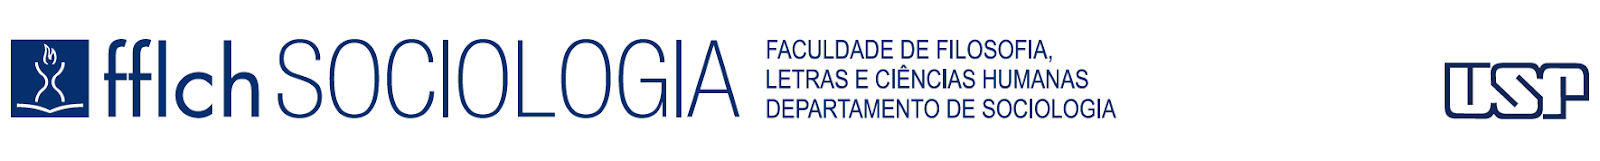 fflch SOCIOLOGIA
FACULDADE DE FILOSOFIA,
LETRAS E CIÊNCIAS HUMANAS
DEPARTAMENTO DE SOCIOLOGIA
USP